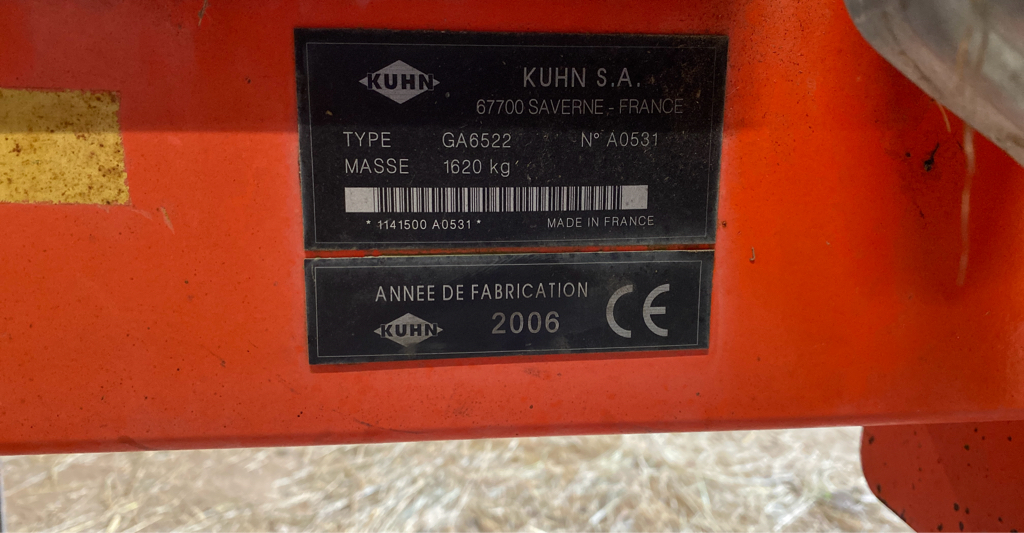 KUHN KUHN S.A.
67700 SAVERNE - FRANCE
TYPE GA6522 N° A0531
MASSE 1620 kg
* 1141500 A0531 * MADE IN FRANCE
ANNEE DE FABRICATION
KUHN 2006 CE